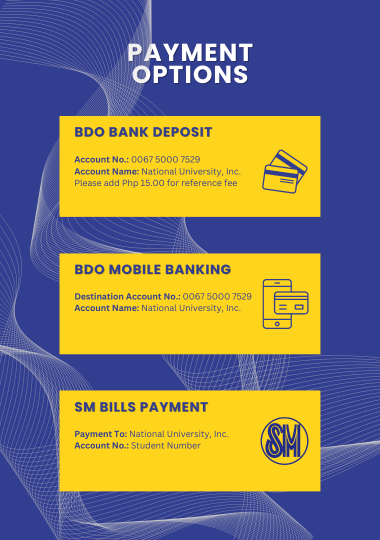 PAYMENT
OPTIONS
BDO BANK DEPOSIT
Account No.: 0067 5000 7529
Account Name: National University, Inc.
Please add Php 15.00 for reference fee
BDO MOBILE BANKING
Destination Account No.: 0067 5000 7529
Account Name: National University, Inc.
SM BILLS PAYMENT
Payment To: National University, Inc.
Account No.: Student Number
SM